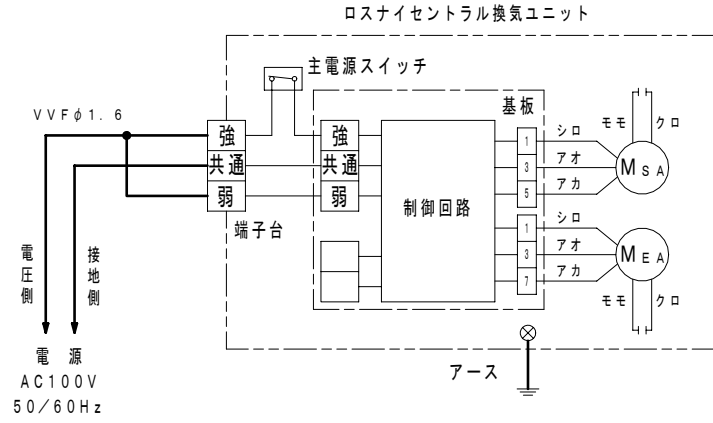 ロスナイセントラル換気ユニット
主電源スイッチ
VVFφ1.6
基板
強
共通
弱
端子台
強
共通
弱
制御回路
1
3
5
1
3
7
シロ
アオ
アカ
シロ
アオ
アカ
モモ
クロ
MSA
MEA
モモ
クロ
電圧側
接地側
電源
AC100V
50/60Hz
アース